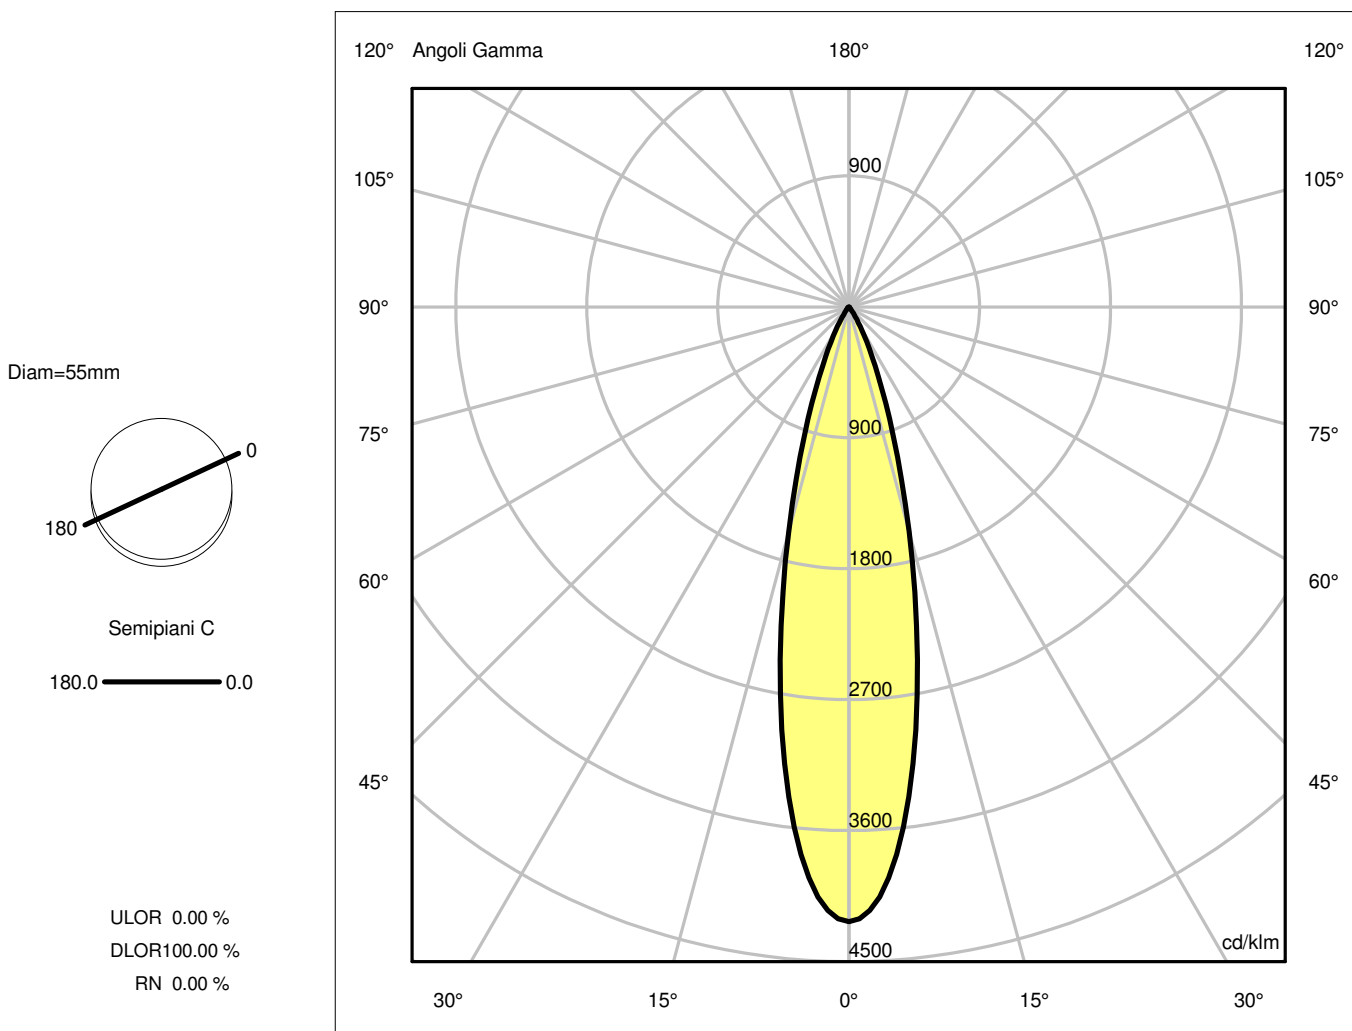 120° Angoli Gamma 180° 120°
900
105° 105°
90° 90°
Diam=55mm
900
75° 75°
0
180
1800
60° 60°
Semipiani C
180.0 0.0
2700
45° 45°
3600
ULOR 0.00 %
cd/klm
DLOR100.00 %
4500
RN 0.00 %
30° 15° 0° 15° 30°